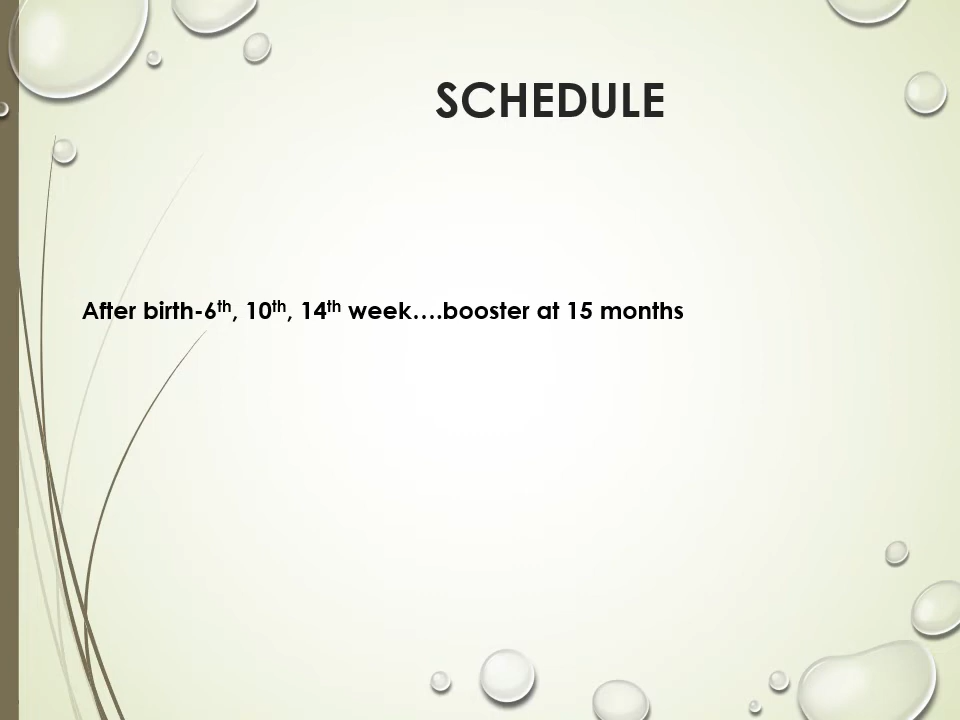 SCHEDULE
After birth-6th, 10th, 14th week….booster at 15 months